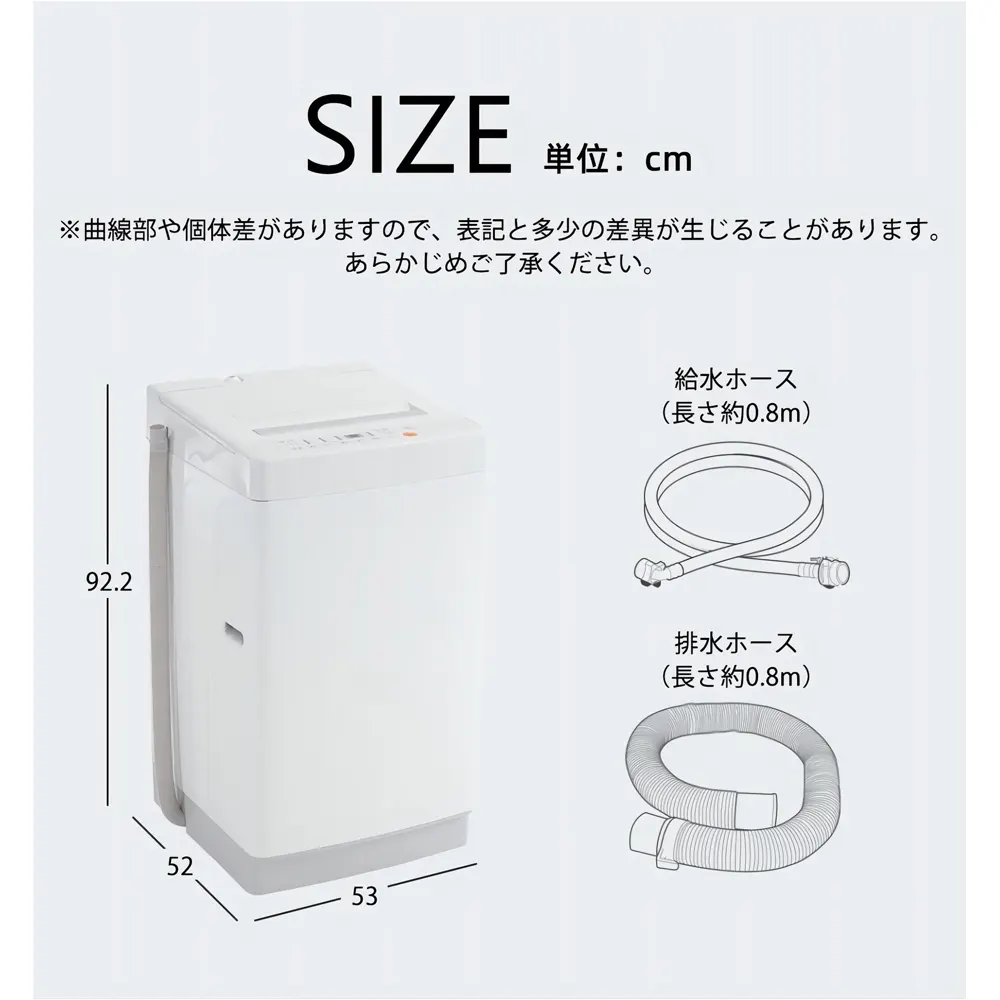 SIZE 単位：cm
※曲線部や個体差がありますので、表記と多少の差異が生じることがあります。
あらかじめご了承ください。
給水ホース
（長さ約0.8m）
92.2
排水ホース
（長さ約0.8m）
52
53